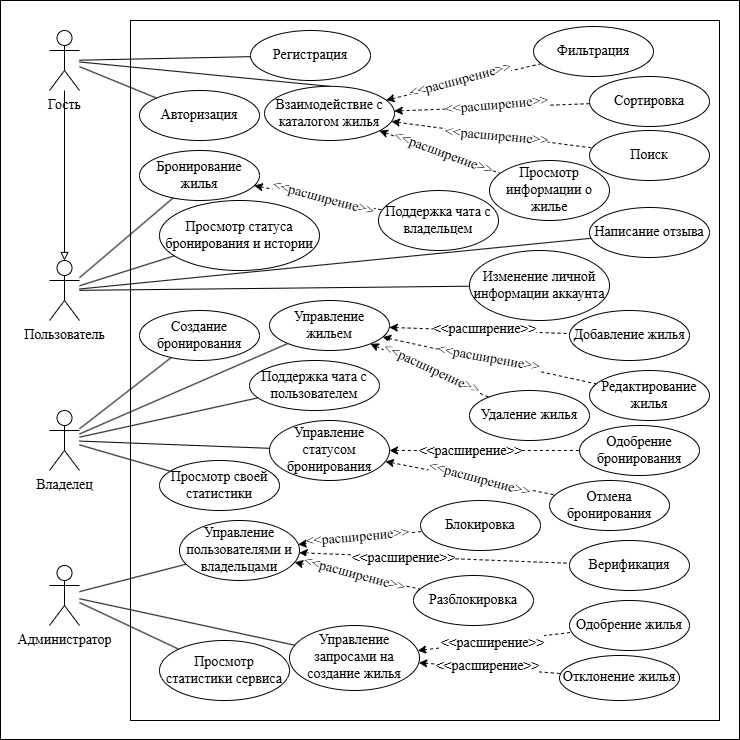 Гость
Регистрация
Авторизация
Взаимодействие с
каталогом жилья
<<расширение>>
Фильтрация
<<расширение>>
Сортировка
<<расширение>>
Поиск
<<расширение>>
Просмотр
информации о
жилье
Бронирование
жилья
<<расширение>>
Поддержка чата с
владельцем
Просмотр статуса
бронирования и истории
Написание отзыва
Изменение личной
информации аккаунта
Пользователь
Создание
бронирования
Управление
жильем
<<расширение>>
Добавление жилья
<<расширение>>
Редактирование
жилья
<<расширение>>
Удаление жилья
Поддержка чата с
пользователем
Управление
статусом
бронирования
<<расширение>>
Одобрение
бронирования
<<расширение>>
Отмена
бронирования
Владелец
Просмотр своей
статистики
Управление
пользователями и
владельцами
<<расширение>>
Блокировка
<<расширение>>
Верификация
<<расширение>>
Разблокировка
Администратор
Просмотр
статистики сервиса
Управление
запросами на
создание жилья
<<расширение>>
Одобрение жилья
<<расширение>>
Отклонение жилья